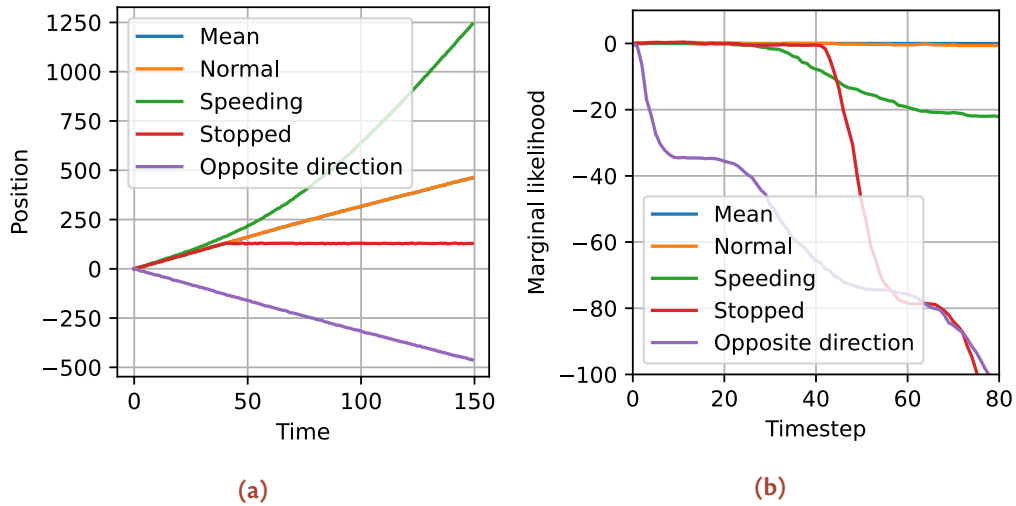 1250
1000
750
500
250
0
−250
−500
0
50
100
150
Position
Time
Mean
Normal
Speeding
Stopped
Opposite direction
(a)
0
−20
−40
−60
−80
−100
0
20
40
60
80
Marginal likelihood
Timestep
Mean
Normal
Speeding
Stopped
Opposite direction
(b)